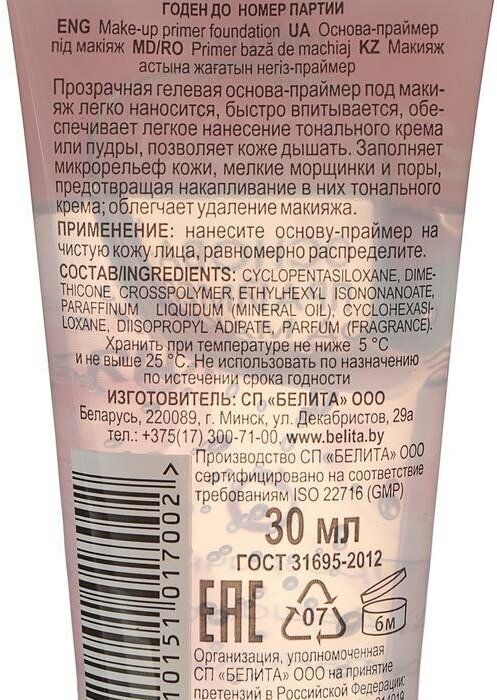 ГОДЕН ДО НОМЕР ПАРТИИ
ENG Make-up primer foundation UA Основа-праймер
під макіяж MD/RO Primer bază de machiaj KZ Макияж
астына жағатын негіз-праймер
Прозрачная гелевая основа-праймер под маки-
яж легко наносится, быстро впитывается, обе-
спечивает легкое нанесение тонального крема
или пудры, позволяет коже дышать. Заполняет
микрорельеф кожи, мелкие морщинки и поры,
предотвращая накапливание в них тонального
крема; облегчает удаление макияжа.
ПРИМЕНЕНИЕ: нанесите основу-праймер на
чистую кожу лица, равномерно распределите.
СОСТАВ/INGREDIENTS: CYCLOPENTASILOXANE, DIME-
THICONE, CROSSPOLYMER, ETHYLHEXYL ISONONANOATE,
PARAFFINUM LIQUIDUM (MINERAL OIL), CYCLOHEXASI-
LOXANE, DIISOPROPYL ADIPATE, PARFUM (FRAGRANCE).
Хранить при температуре не ниже 5 °C
и не выше 25 °C. Не использовать по назначению
по истечении срока годности
ИЗГОТОВИТЕЛЬ: СП «БЕЛИТА» ООО
Беларусь, 220089, г. Минск, ул. Декабристов, 29а
тел.: +375(17) 300-71-00, www.belita.by
Производство СП «БЕЛИТА» ООО
сертифицировано на соответствие
требованиям ISO 22716 (GMP)
30 мл
ГОСТ 31695-2012
EAC
07
6М
10151017002
Организация, уполномоченная
СП «БЕЛИТА» ООО на принятие
претензий в Российской Федерации: